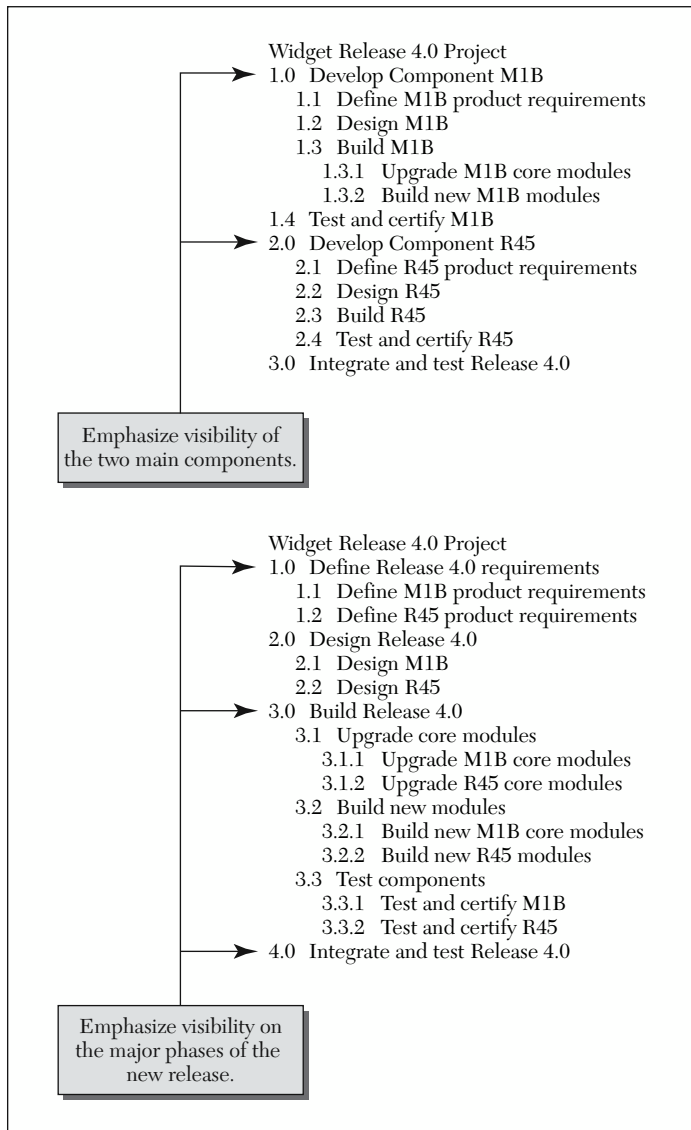 Widget Release 4.0 Project
1.0 Develop Component M1B
1.1 Define M1B product requirements
1.2 Design M1B
1.3 Build M1B
1.3.1 Upgrade M1B core modules
1.3.2 Build new M1B modules
1.4 Test and certify M1B
2.0 Develop Component R45
2.1 Define R45 product requirements
2.2 Design R45
2.3 Build R45
2.4 Test and certify R45
3.0 Integrate and test Release 4.0
Emphasize visibility of
the two main components.
Widget Release 4.0 Project
1.0 Define Release 4.0 requirements
1.1 Define M1B product requirements
1.2 Define R45 product requirements
2.0 Design Release 4.0
2.1 Design M1B
2.2 Design R45
3.0 Build Release 4.0
3.1 Upgrade core modules
3.1.1 Upgrade M1B core modules
3.1.2 Upgrade R45 core modules
3.2 Build new modules
3.2.1 Build new M1B core modules
3.2.2 Build new R45 modules
3.3 Test components
3.3.1 Test and certify M1B
3.3.2 Test and certify R45
4.0 Integrate and test Release 4.0
Emphasize visibility on
the major phases of the
new release.